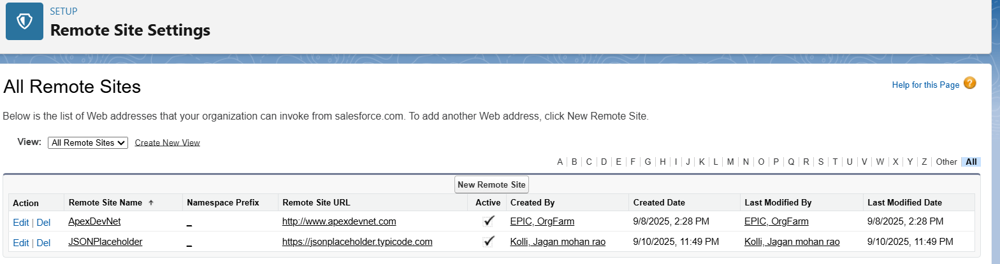 SETUP
Remote Site Settings
All Remote Sites
Help for this Page ?
Below is the list of Web addresses that your organization can invoke from salesforce.com. To add another Web address, click New Remote Site.
View: All Remote Sites Create New View
A | B | C | D | E | F | G | H | I | J | K | L | M | N | O | P | Q | R | S | T | U | V | W | X | Y | Z | Other | All
New Remote Site
Action Remote Site Name ↑ Namespace Prefix Remote Site URL Active Created By Created Date Last Modified By Last Modified Date
Edit | Del ApexDevNet _ http://www.apexdevnet.com ✓ EPIC, OrgFarm 9/8/2025, 2:28 PM EPIC, OrgFarm 9/8/2025, 2:28 PM
Edit | Del JSONPlaceholder _ https://jsonplaceholder.typicode.com ✓ Kolli, Jagan mohan rao 9/10/2025, 11:49 PM Kolli, Jagan mohan rao 9/10/2025, 11:49 PM